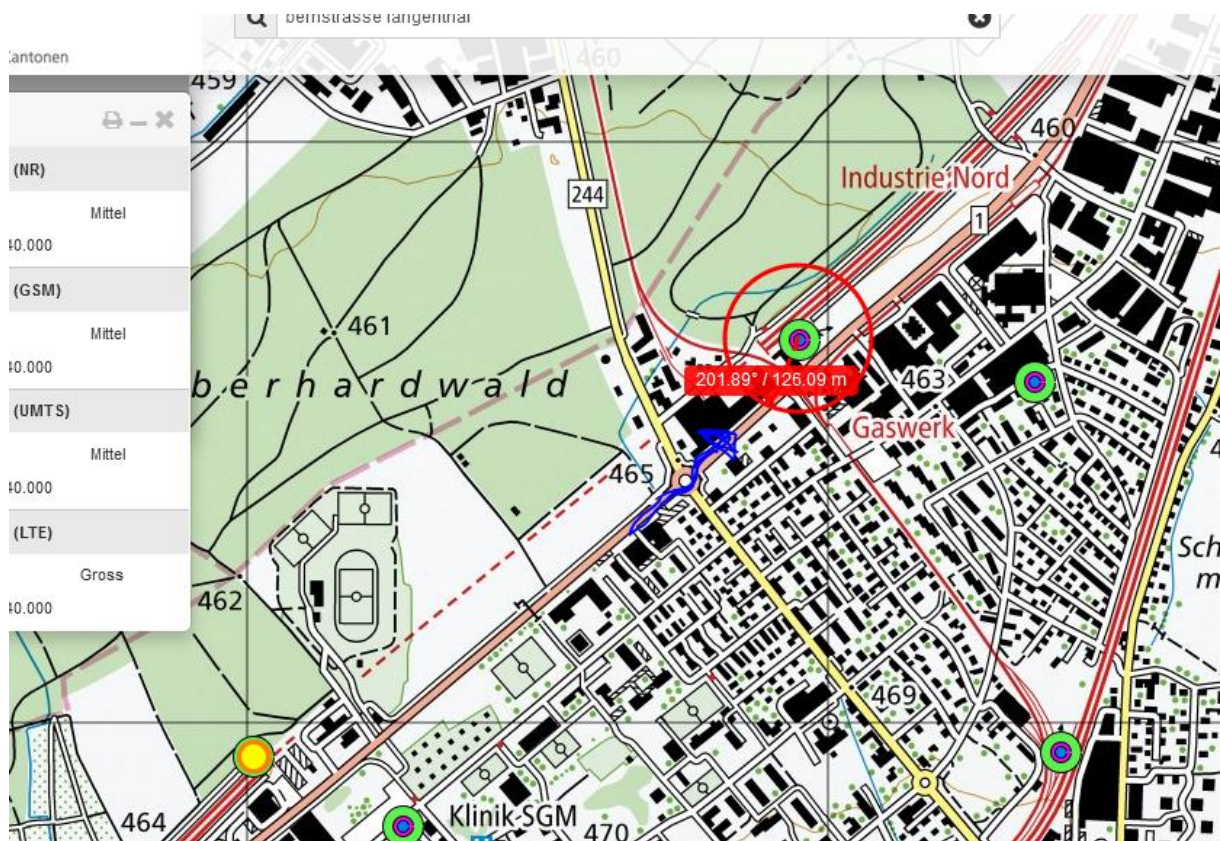 bernstrasse langenthal
Kantonen
460
459
(NR)
460
Industrie Nord
244
Mittel
1
40.000
(GSM)
461
Mittel
berhardwald
201.89° / 126.09 m
463
40.000
Gaswerk
(UMTS)
465
Mittel
40.000
(LTE)
Sch
Gross
m
462
40.000
469
464
Klinik SGM
470